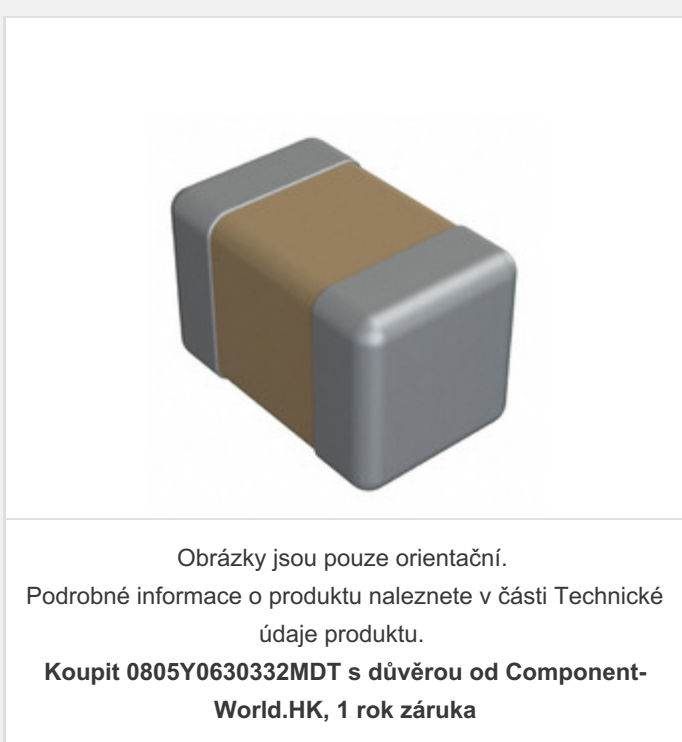 Obrázky jsou pouze orientační.
Podrobné informace o produktu naleznete v části Technické
údaje produktu.
Koupit 0805Y0630332MDT s důvěrou od Component-
World.HK, 1 rok záruka